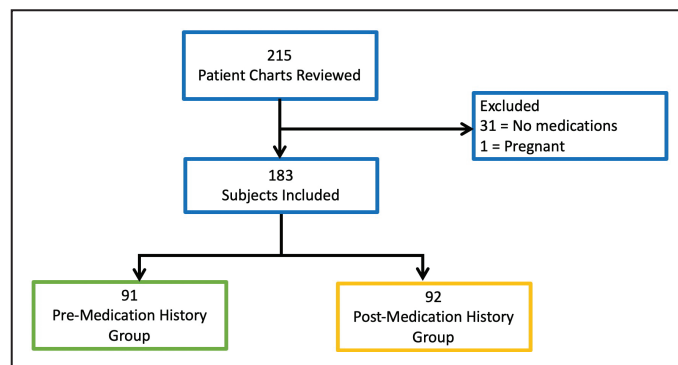 215
Patient Charts Reviewed
Excluded
31 = No medications
1 = Pregnant
183
Subjects Included
91
Pre-Medication History
Group
92
Post-Medication History
Group